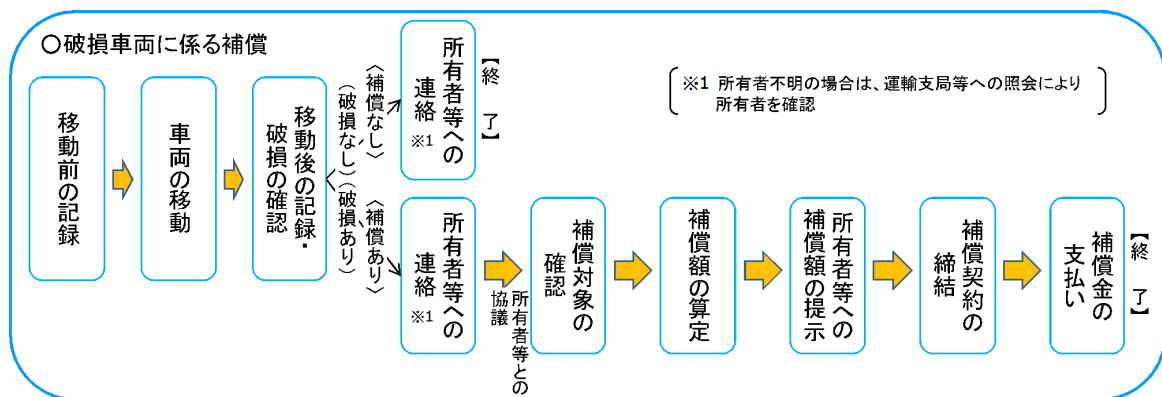 ○破損車両に係る補償
※1 所有者不明の場合は、運輸支局等への照会により
所有者を確認
移動前の記録
車両の移動
移動後の記録・
破損の確認
〈補償なし〉
(破損なし)
所有者等への
連絡
※1
【終 了】
〈補償あり〉
(破損あり)
所有者等への
連絡
※1
所有者等との
協議
補償対象の
確認
補償額の算定
所有者等への
補償額の提示
補償契約の
締結
補償金の
支払い
【終 了】